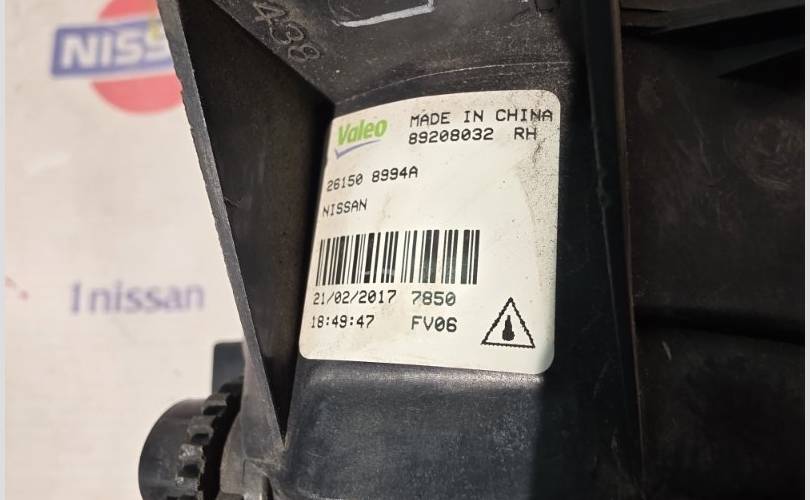 438
NISS
Valeo
MADE IN CHINA
89208032 RH
26150 8994A
NISSAN
21/02/2017 7850
18:49:47 FV06
1nissan